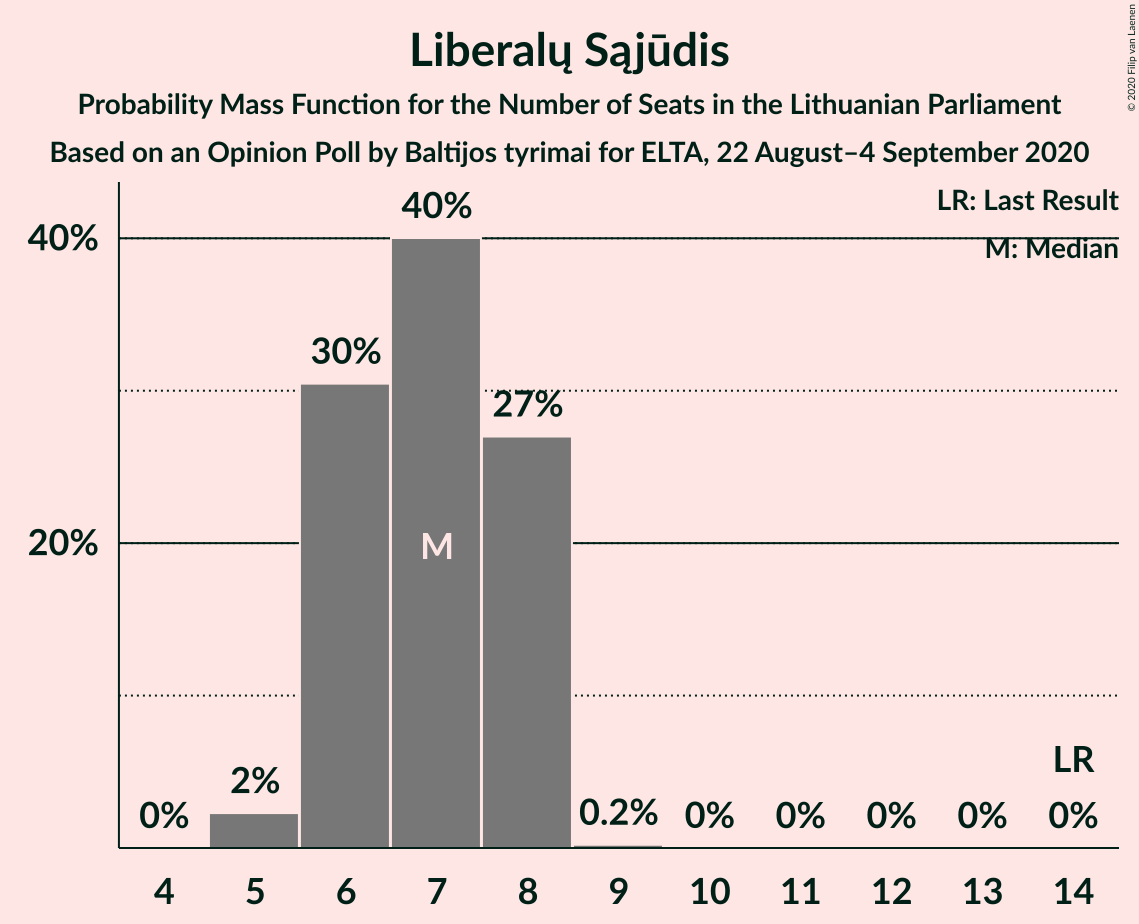 Liberalų Sąjūdis
Probability Mass Function for the Number of Seats in the Lithuanian Parliament
Based on an Opinion Poll by Baltijos tyrimai for ELTA, 22 August–4 September 2020
© 2020 Filip van Laenen
LR: Last Result
M: Median
40%
20%
0%
2%
30%
40%
27%
0.2%
0%
0%
0%
0%
0%
M
LR
4 5 6 7 8 9 10 11 12 13 14